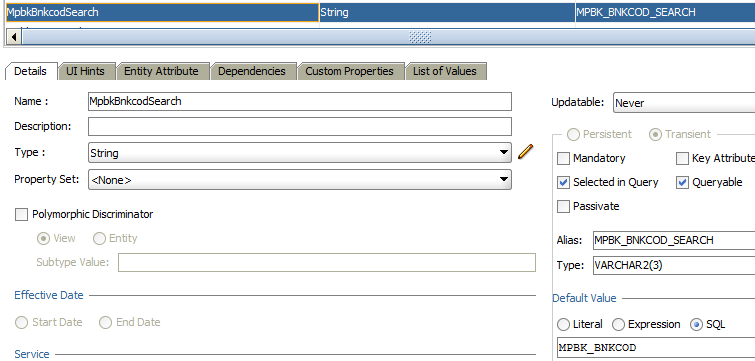 MpbkBnkcodSearch String MPBK_BNKCOD_SEARCH
Details UI Hints Entity Attribute Dependencies Custom Properties List of Values
Name : MpbkBnkcodSearch
Description:
Type : String
Property Set: <None>
Polymorphic Discriminator
View Entity
Subtype Value:
Effective Date
Start Date End Date
Service
Updatable: Never
Persistent Transient
Mandatory Key Attribute
Selected in Query Queryable
Passivate
Alias: MPBK_BNKCOD_SEARCH
Type: VARCHAR2(3)
Default Value
Literal Expression SQL
MPBK_BNKCOD